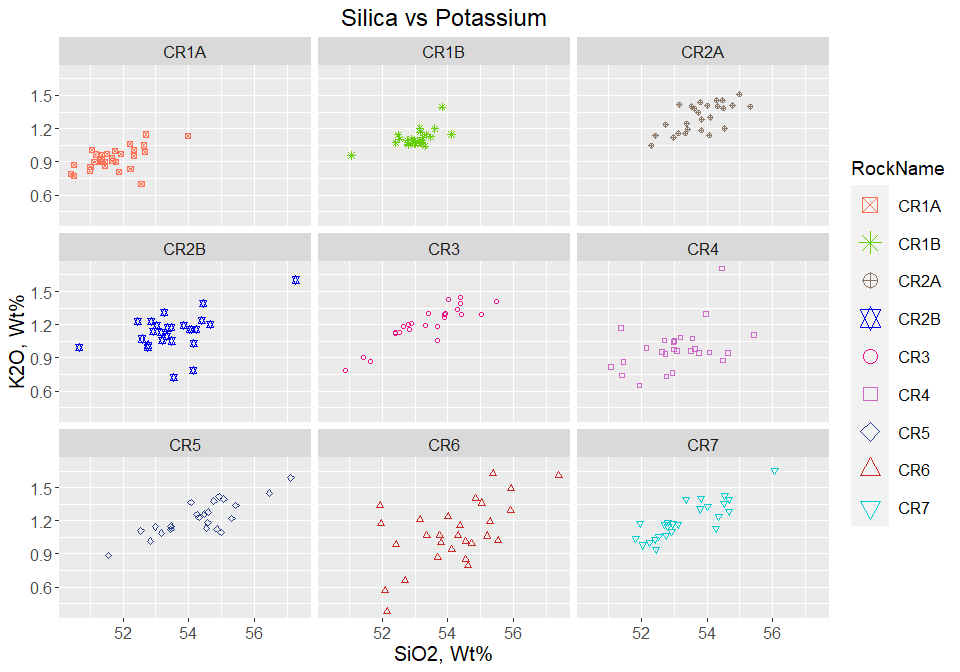 Silica vs Potassium
CR1A
CR1B
CR2A
1.5
1.2
0.9
0.6
CR2B
CR3
CR4
1.5
1.2
0.9
0.6
CR5
CR6
CR7
1.5
1.2
0.9
0.6
52 54 56
52 54 56
52 54 56
K2O, Wt%
SiO2, Wt%
RockName
CR1A
CR1B
CR2A
CR2B
CR3
CR4
CR5
CR6
CR7